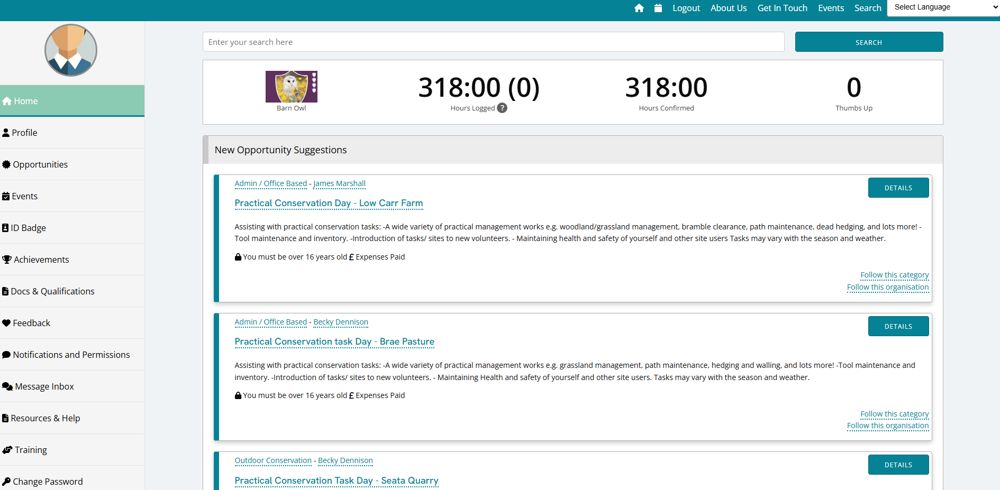 Logout About Us Get In Touch Events Search Select Language
Enter your search here
SEARCH
Barn Owl
318:00 (0)
Hours Logged ?
318:00
Hours Confirmed
0
Thumbs Up
Home
Profile
Opportunities
Events
ID Badge
Achievements
Docs & Qualifications
Feedback
Notifications and Permissions
Message Inbox
Resources & Help
Training
Change Password
New Opportunity Suggestions
Admin / Office Based - James Marshall
DETAILS
Practical Conservation Day - Low Carr Farm
Assisting with practical conservation tasks: -A wide variety of practical management works e.g. woodland/grassland management, bramble clearance, path maintenance, dead hedging, and lots more! -
Tool maintenance and inventory. -Introduction of tasks/ sites to new volunteers. - Maintaining health and safety of yourself and other site users Tasks may vary with the season and weather.
You must be over 16 years old £ Expenses Paid
Follow this category
Follow this organisation
Admin / Office Based - Becky Dennison
DETAILS
Practical Conservation task Day - Brae Pasture
Assisting with practical conservation tasks: -A wide variety of practical management works e.g. grassland management, path maintenance, hedging and walling, and lots more! -Tool maintenance and
inventory. -Introduction of tasks/ sites to new volunteers. - Maintaining Health and safety of yourself and other site users. Tasks may vary with the season and weather.
You must be over 16 years old £ Expenses Paid
Follow this category
Follow this organisation
Outdoor Conservation - Becky Dennison
DETAILS
Practical Conservation Task Day - Seata Quarry